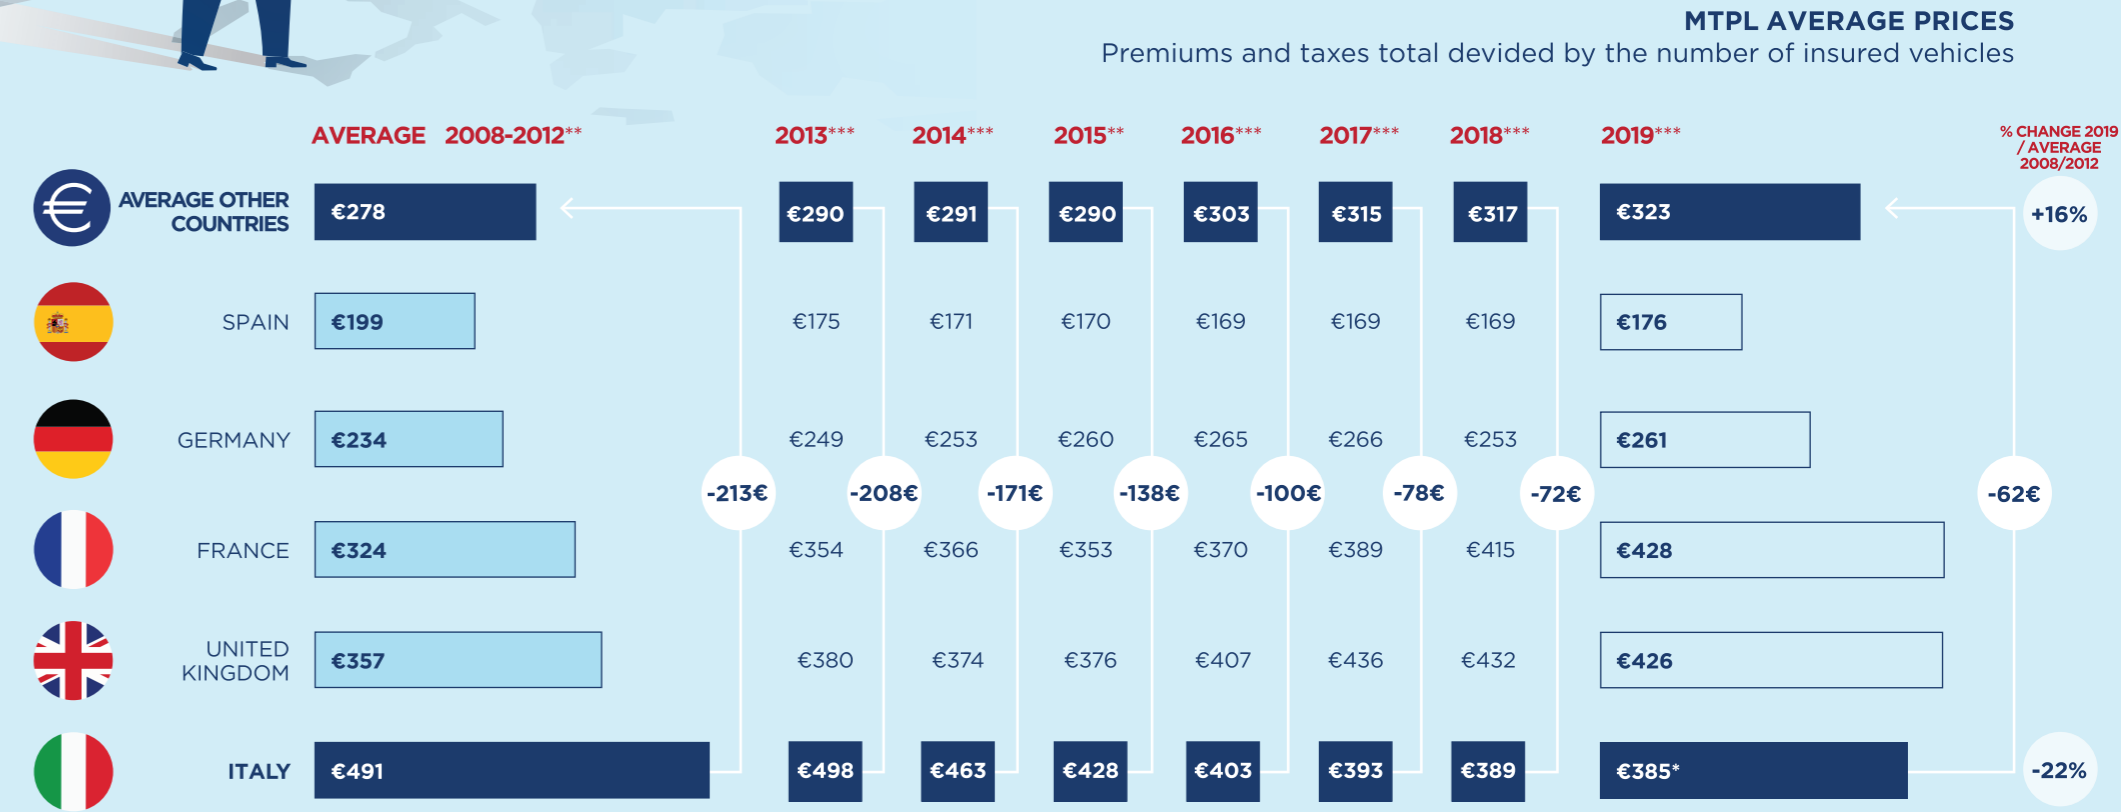 MTPL AVERAGE PRICES
Premiums and taxes total devided by the number of insured vehicles
AVERAGE 2008-2012** 2013*** 2014*** 2015** 2016*** 2017*** 2018*** 2019*** % CHANGE 2019
/ AVERAGE
2008/2012
€ AVERAGE OTHER
COUNTRIES
€278 €290 €291 €290 €303 €315 €317 €323 +16%
SPAIN €199 €175 €171 €170 €169 €169 €169 €176
GERMANY €234 €249 €253 €260 €265 €266 €253 €261
-213€ -208€ -171€ -138€ -100€ -78€ -72€ -62€
FRANCE €324 €354 €366 €353 €370 €389 €415 €428
UNITED
KINGDOM
€357 €380 €374 €376 €407 €436 €432 €426
ITALY €491 €498 €463 €428 €403 €393 €389 €385* -22%